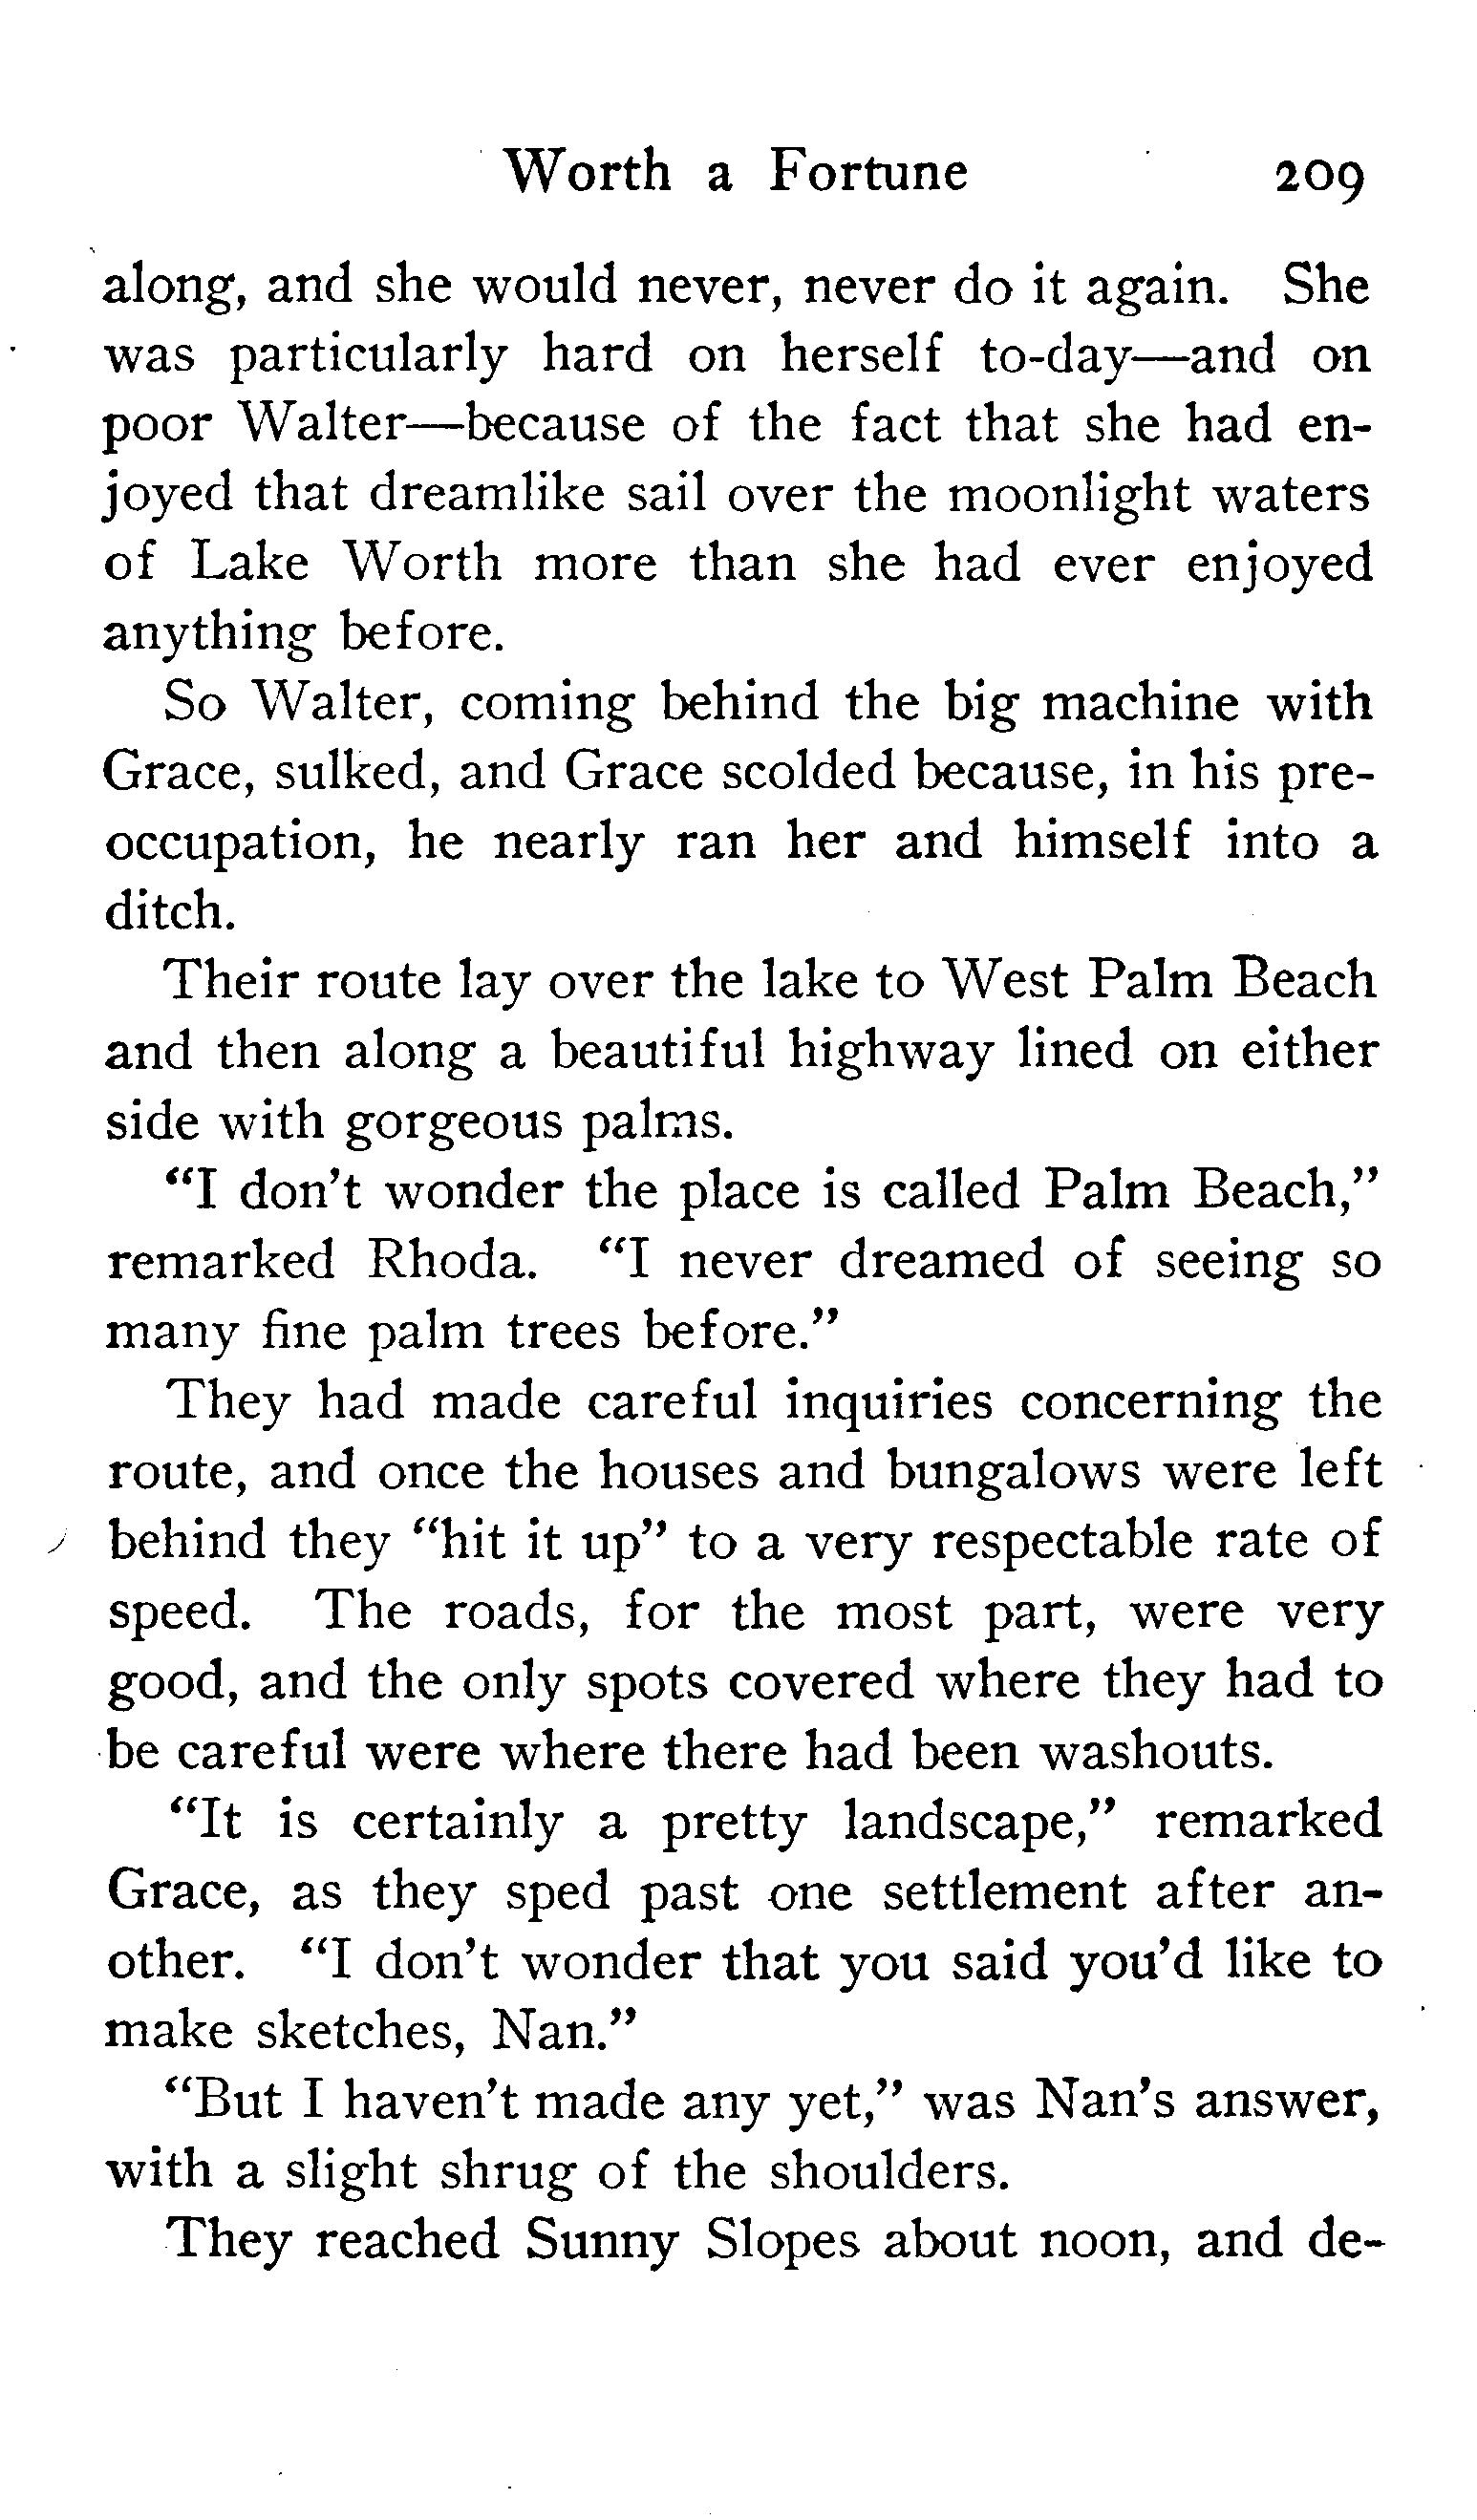 Worth a Fortune 209
along, and she would never, never do it again. She
was particularly hard on herself to-day—and on
poor Walter—because of the fact that she had en-
joyed that dreamlike sail over the moonlight waters
of Lake Worth more than she had ever enjoyed
anything before.
So Walter, coming behind the big machine with
Grace, sulked, and Grace scolded because, in his pre-
occupation, he nearly ran her and himself into a
ditch.
Their route lay over the lake to West Palm Beach
and then along a beautiful highway lined on either
side with gorgeous palms.
“I don’t wonder the place is called Palm Beach,”
remarked Rhoda. “I never dreamed of seeing so
many fine palm trees before.”
They had made careful inquiries concerning the
route, and once the houses and bungalows were left
behind they “hit it up” to a very respectable rate of
speed. The roads, for the most part, were very
good, and the only spots covered where they had to
be careful were where there had been washouts.
“It is certainly a pretty landscape,” remarked
Grace, as they sped past one settlement after an-
other. “I don’t wonder that you said you’d like to
make sketches, Nan.”
“But I haven’t made any yet,” was Nan’s answer,
with a slight shrug of the shoulders.
They reached Sunny Slopes about noon, and de-